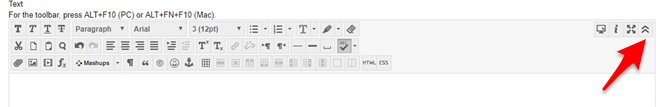 Text
For the toolbar, press ALT+F10 (PC) or ALT+FN+F10 (Mac).
T T T T Paragraph Arial 3 (12pt) T
T T
Mashups HTML CSS